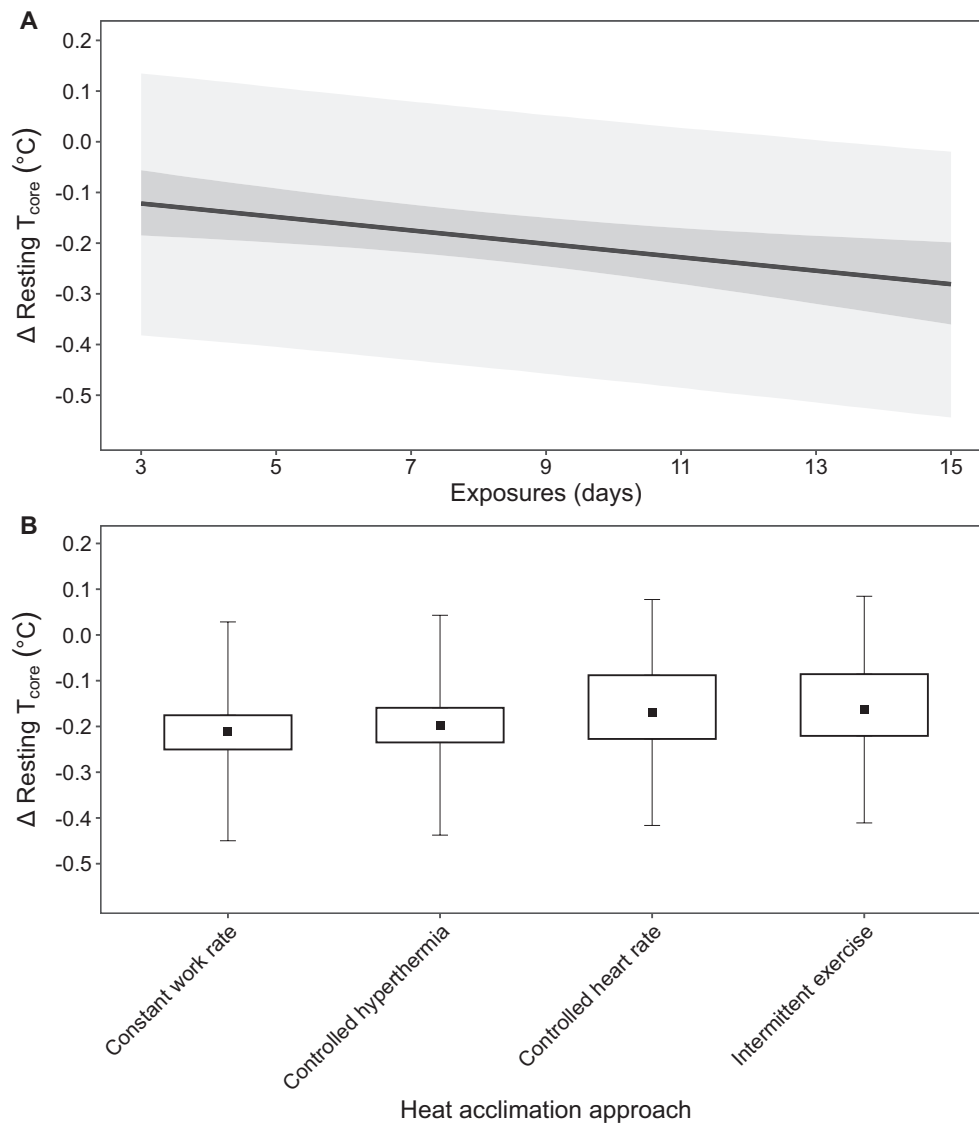 A
0.2
0.1
0.0
-0.1
-0.2
-0.3
-0.4
-0.5
Δ Resting Tcore (°C)
3 5 7 9 11 13 15
Exposures (days)
B
0.2
0.1
0.0
-0.1
-0.2
-0.3
-0.4
-0.5
Δ Resting Tcore (°C)
Constant work rate
Controlled hyperthermia
Controlled heart rate
Intermittent exercise
Heat acclimation approach